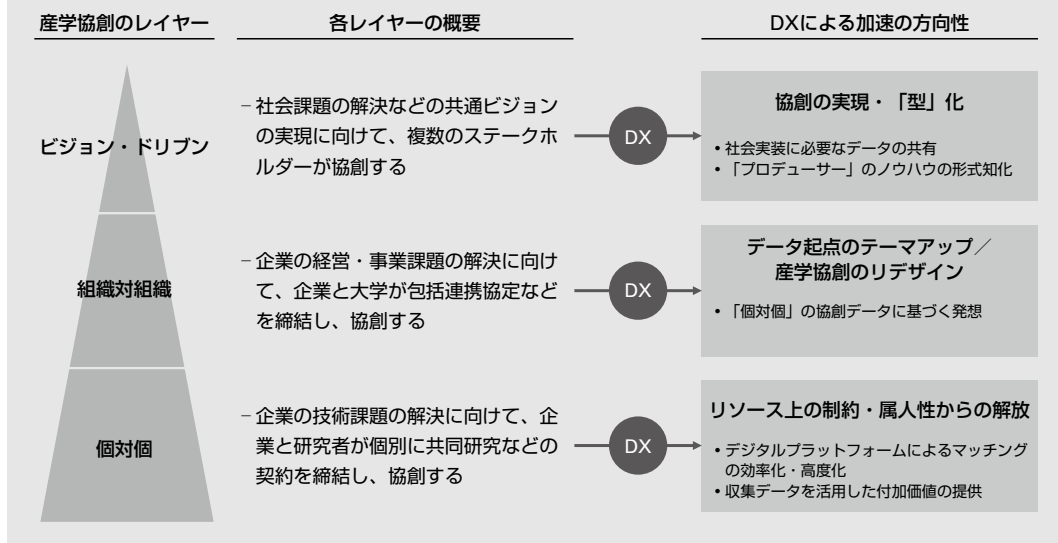 産学協創のレイヤー
各レイヤーの概要
DXによる加速の方向性
ビジョン・ドリブン
−社会課題の解決などの共通ビジョン
の実現に向けて、複数のステークホ
ルダーが協創する
DX
協創の実現・「型」化
•社会実装に必要なデータの共有
•「プロデューサー」のノウハウの形式知化
組織対組織
−企業の経営・事業課題の解決に向け
て、企業と大学が包括連携協定など
を締結し、協創する
DX
データ起点のテーマアップ／
産学協創のリデザイン
•「個対個」の協創データに基づく発想
個対個
−企業の技術課題の解決に向けて、企
業と研究者が個別に共同研究などの
契約を締結し、協創する
DX
リソース上の制約・属人性からの解放
•デジタルプラットフォームによるマッチング
の効率化・高度化
•収集データを活用した付加価値の提供